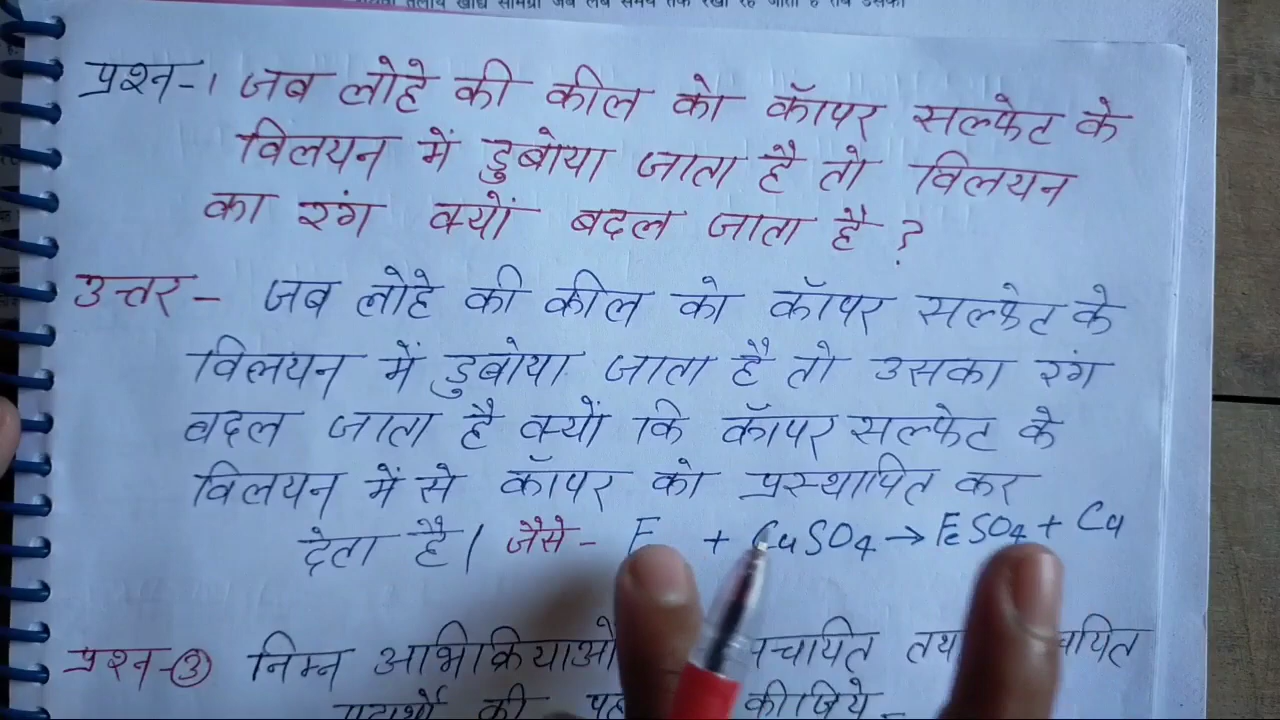 प्रश्न-1 जब लोहे की कील को कॉपर सल्फेट के
विलयन में डुबोया जाता है तो विलयन
का रंग क्यों बदल जाता है ?
उत्तर - जब लोहे की कील को कॉपर सल्फेट के
विलयन में डुबोया जाता है तो उसका रंग
बदल जाता है क्यों कि कॉपर सल्फेट के
विलयन में से कॉपर को प्रस्थापित कर
देता है। जैसे - F + CuSO4 → FeSO4 + Cu
प्रश्न-③ निम्न अभिक्रियाओं
की कीजिये -